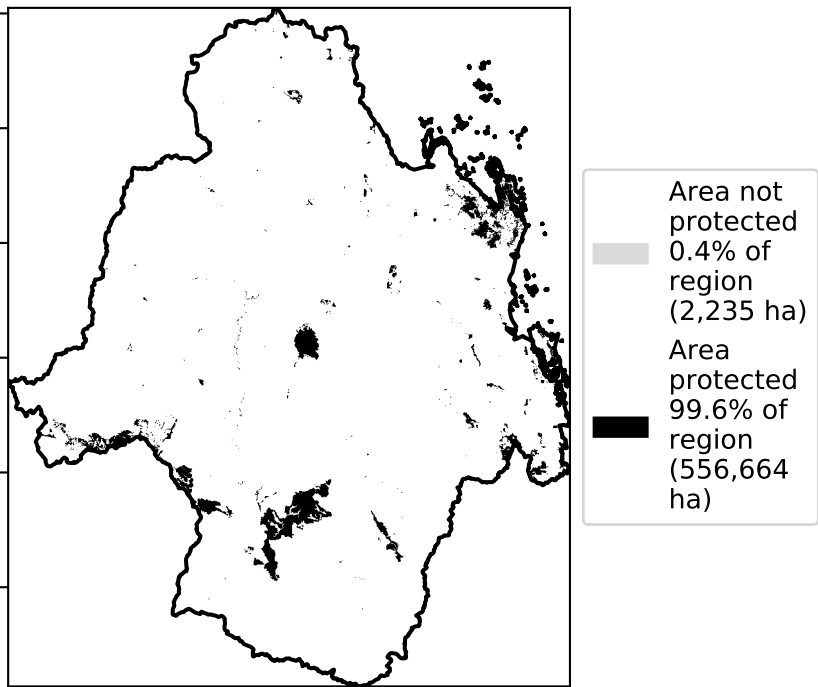 Area not
protected
0.4% of
region
(2,235 ha)
Area
protected
99.6% of
region
(556,664
ha)